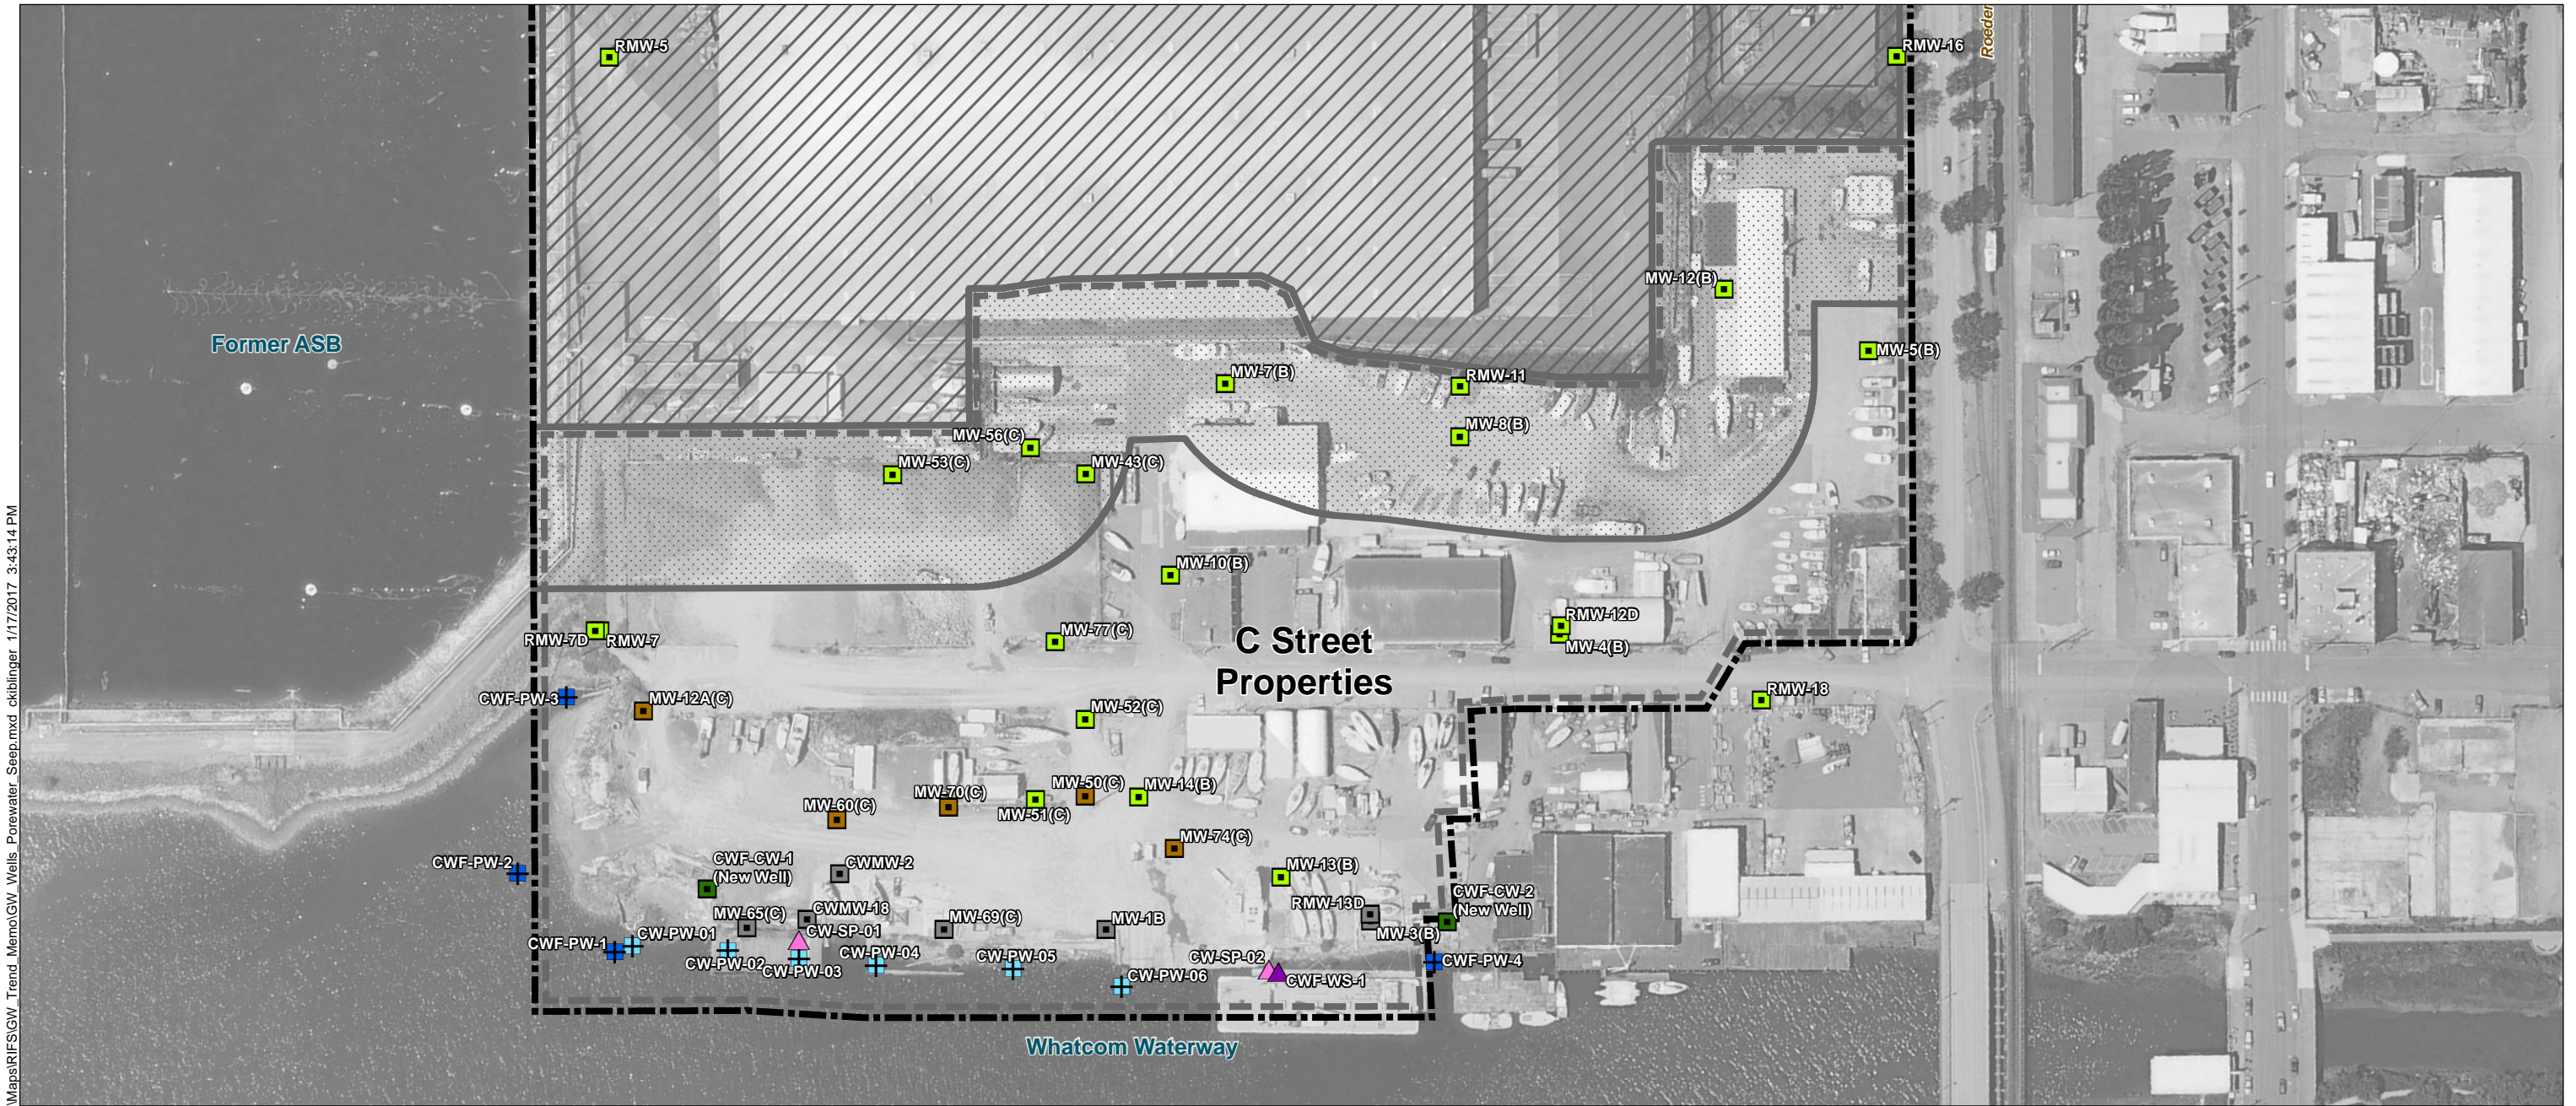 RMW-5
RMW-16
Roeder
MW-12(B)
Former ASB
MW-5(B)
MW-7(B)
RMW-11
MW-8(B)
MW-56(C)
MW-53(C)
MW-43(C)
MW-10(B)
RMW-12D
MW-4(B)
RMW-7D
RMW-7
MW-77(C)
C Street
Properties
CWF-PW-3
MW-12A(C)
RMW-18
MW-52(C)
MW-70(C)
MW-50(C)
MW-14(B)
MW-60(C)
MW-51(C)
MW-74(C)
CWF-PW-2
CWF-CW-1
(New Well)
CWMW-2
MW-13(B)
CWF-CW-2
(New Well)
RMW-13D
MW-65(C)
CWMW-18
MW-69(C)
MW-1B
MW-3(B)
CWF-PW-1
CW-PW-01
CW-SP-01
CW-PW-02
CW-PW-03
CW-PW-04
CW-PW-05
CW-SP-02
CWF-PW-4
CW-PW-06
CWF-WS-1
Whatcom Waterway
\Maps\RIFS\GW_Trend_Memo\GW_Wells_Porewater_Seep.mxd ckiblinger 1/17/2017 3:43:14 PM